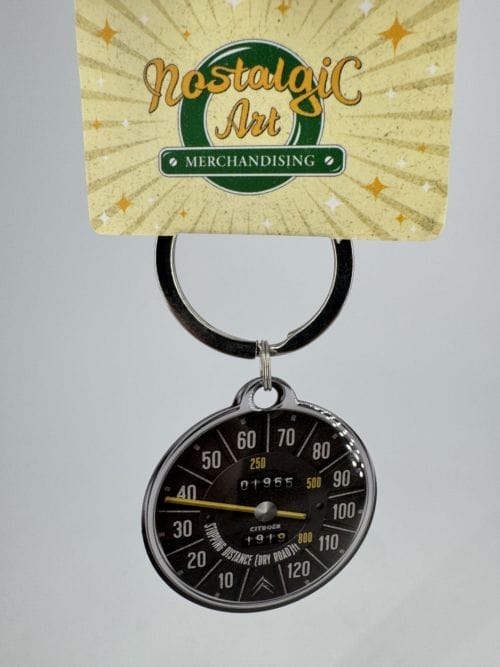 Nostalgic
Art
MERCHANDISING
60 70
50 80
250
01955 500
40 90
100
CITROËN
30 1919 800 110
STOPPING DISTANCE (DRY ROAD) ft
20 120
10